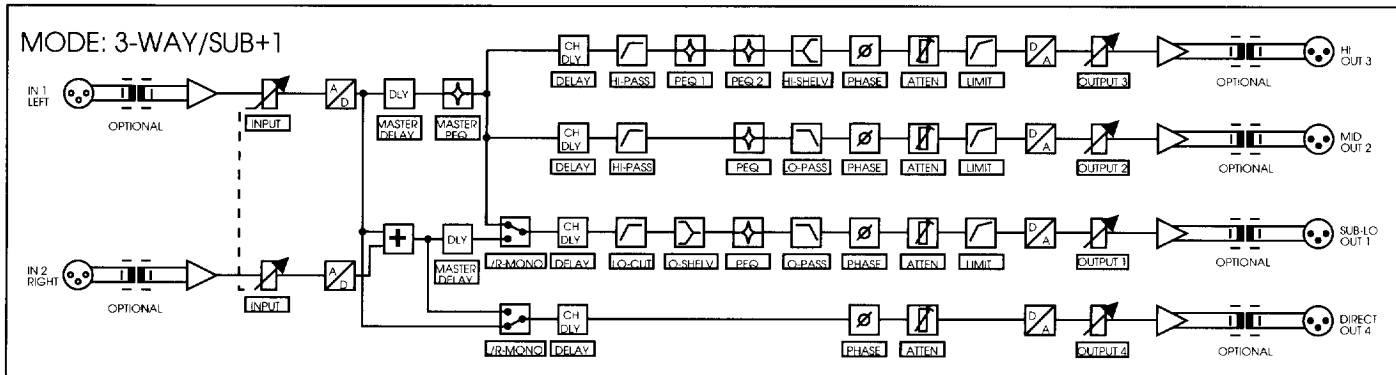 MODE: 3-WAY/SUB+1
IN 1
LEFT
OPTIONAL
INPUT
A
D
DLY
MASTER
DELAY
MASTER
PEQ
CH
DLY
DELAY
HI-PASS
PEQ 1
PEQ 2
HI-SHELV
Ø
PHASE
ATTEN
LIMIT
D
A
OUTPUT 3
OPTIONAL
HI
OUT 3
CH
DLY
DELAY
HI-PASS
PEQ
LO-PASS
Ø
PHASE
ATTEN
LIMIT
D
A
OUTPUT 2
OPTIONAL
MID
OUT 2
IN 2
RIGHT
OPTIONAL
INPUT
A
D
+
DLY
MASTER
DELAY
L/R-MONO
CH
DLY
DELAY
LO-CUT
LO-SHELV
PEQ
LO-PASS
Ø
PHASE
ATTEN
LIMIT
D
A
OUTPUT 1
OPTIONAL
SUB-LO
OUT 1
L/R-MONO
CH
DLY
DELAY
Ø
PHASE
ATTEN
D
A
OUTPUT 4
OPTIONAL
DIRECT
OUT 4